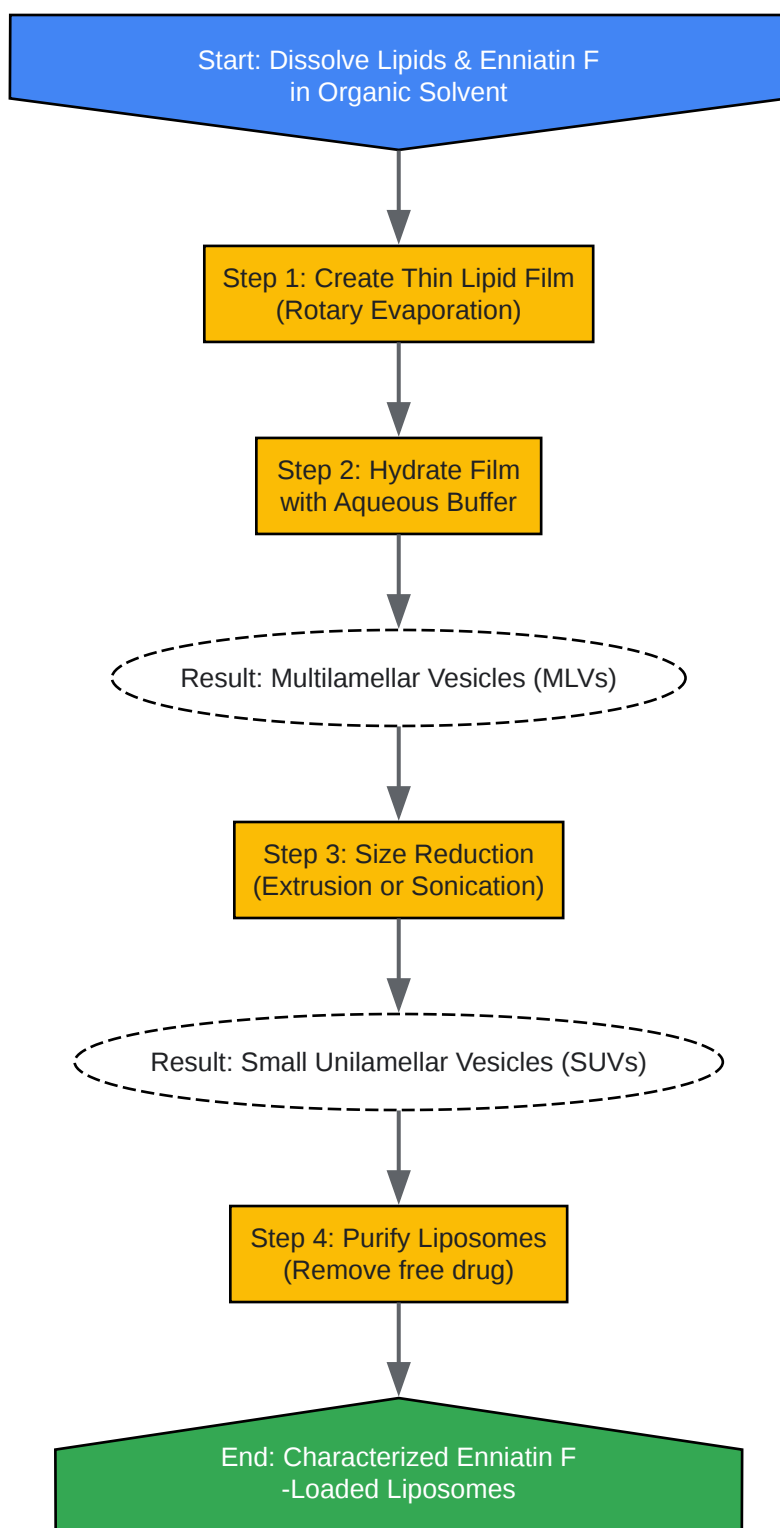 Start: Dissolve Lipids & Enniatin F
in Organic Solvent
Step 1: Create Thin Lipid Film
(Rotary Evaporation)
Step 2: Hydrate Film
with Aqueous Buffer
Result: Multilamellar Vesicles (MLVs)
Step 3: Size Reduction
(Extrusion or Sonication)
Result: Small Unilamellar Vesicles (SUVs)
Step 4: Purify Liposomes
(Remove free drug)
End: Characterized Enniatin F
-Loaded Liposomes